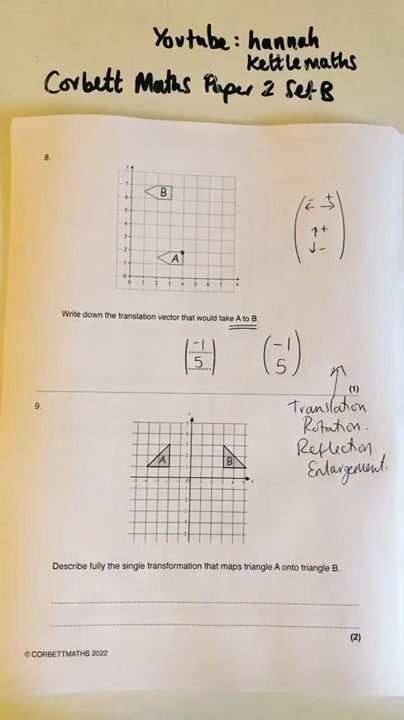 Youtube: hannah
kettlemaths
Corbett Maths Paper 2 Set B
8.
B
A
Write down the translation vector that would take A to B.
-1
5
-1
5
← + →
↑ +
↓ -
(1)
Translation
Rotation.
Reflection
Enlargement.
9.
A
B
Describe fully the single transformation that maps triangle A onto triangle B.
(2)
© CORBETTMATHS 2022